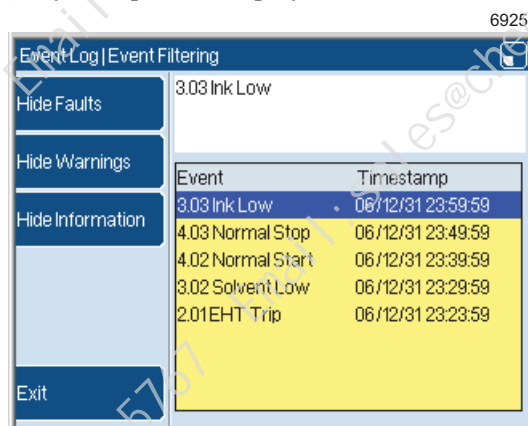 6925
Event Log | Event Filtering
Hide Faults
3.03 Ink Low
Hide Warnings
Hide Information
Event Timestamp
3.03 Ink Low 06/12/31 23:59:59
4.03 Normal Stop 06/12/31 23:49:59
4.02 Normal Start 06/12/31 23:39:59
3.02 Solvent Low 06/12/31 23:29:59
2.01 EHT Trip 06/12/31 23:23:59
Exit